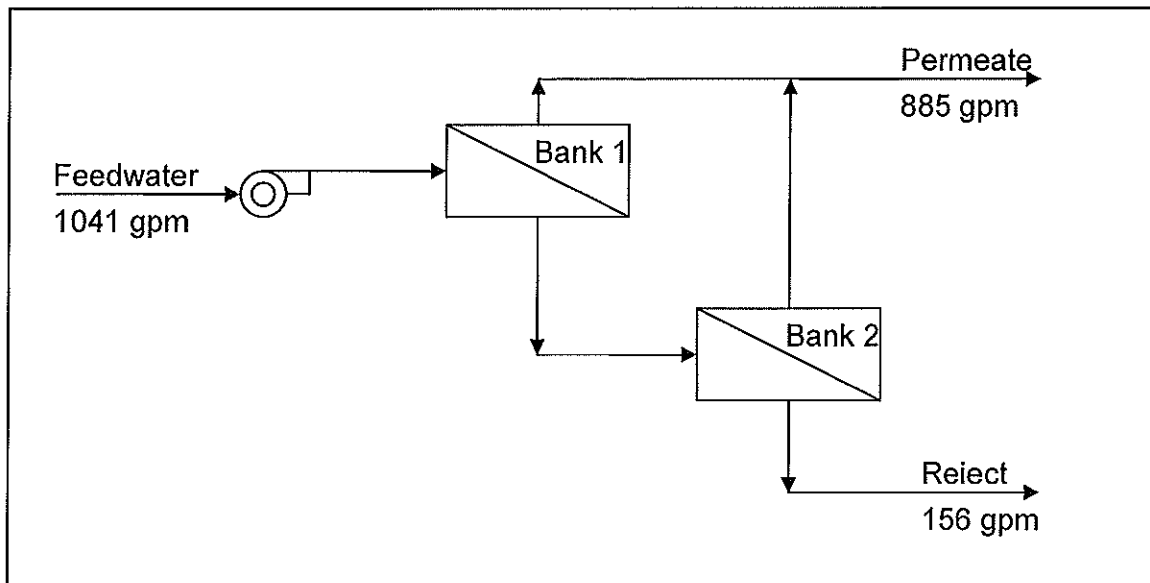 Permeate
885 gpm
Bank 1
Feedwater
1041 gpm
Bank 2
Reiect
156 gpm